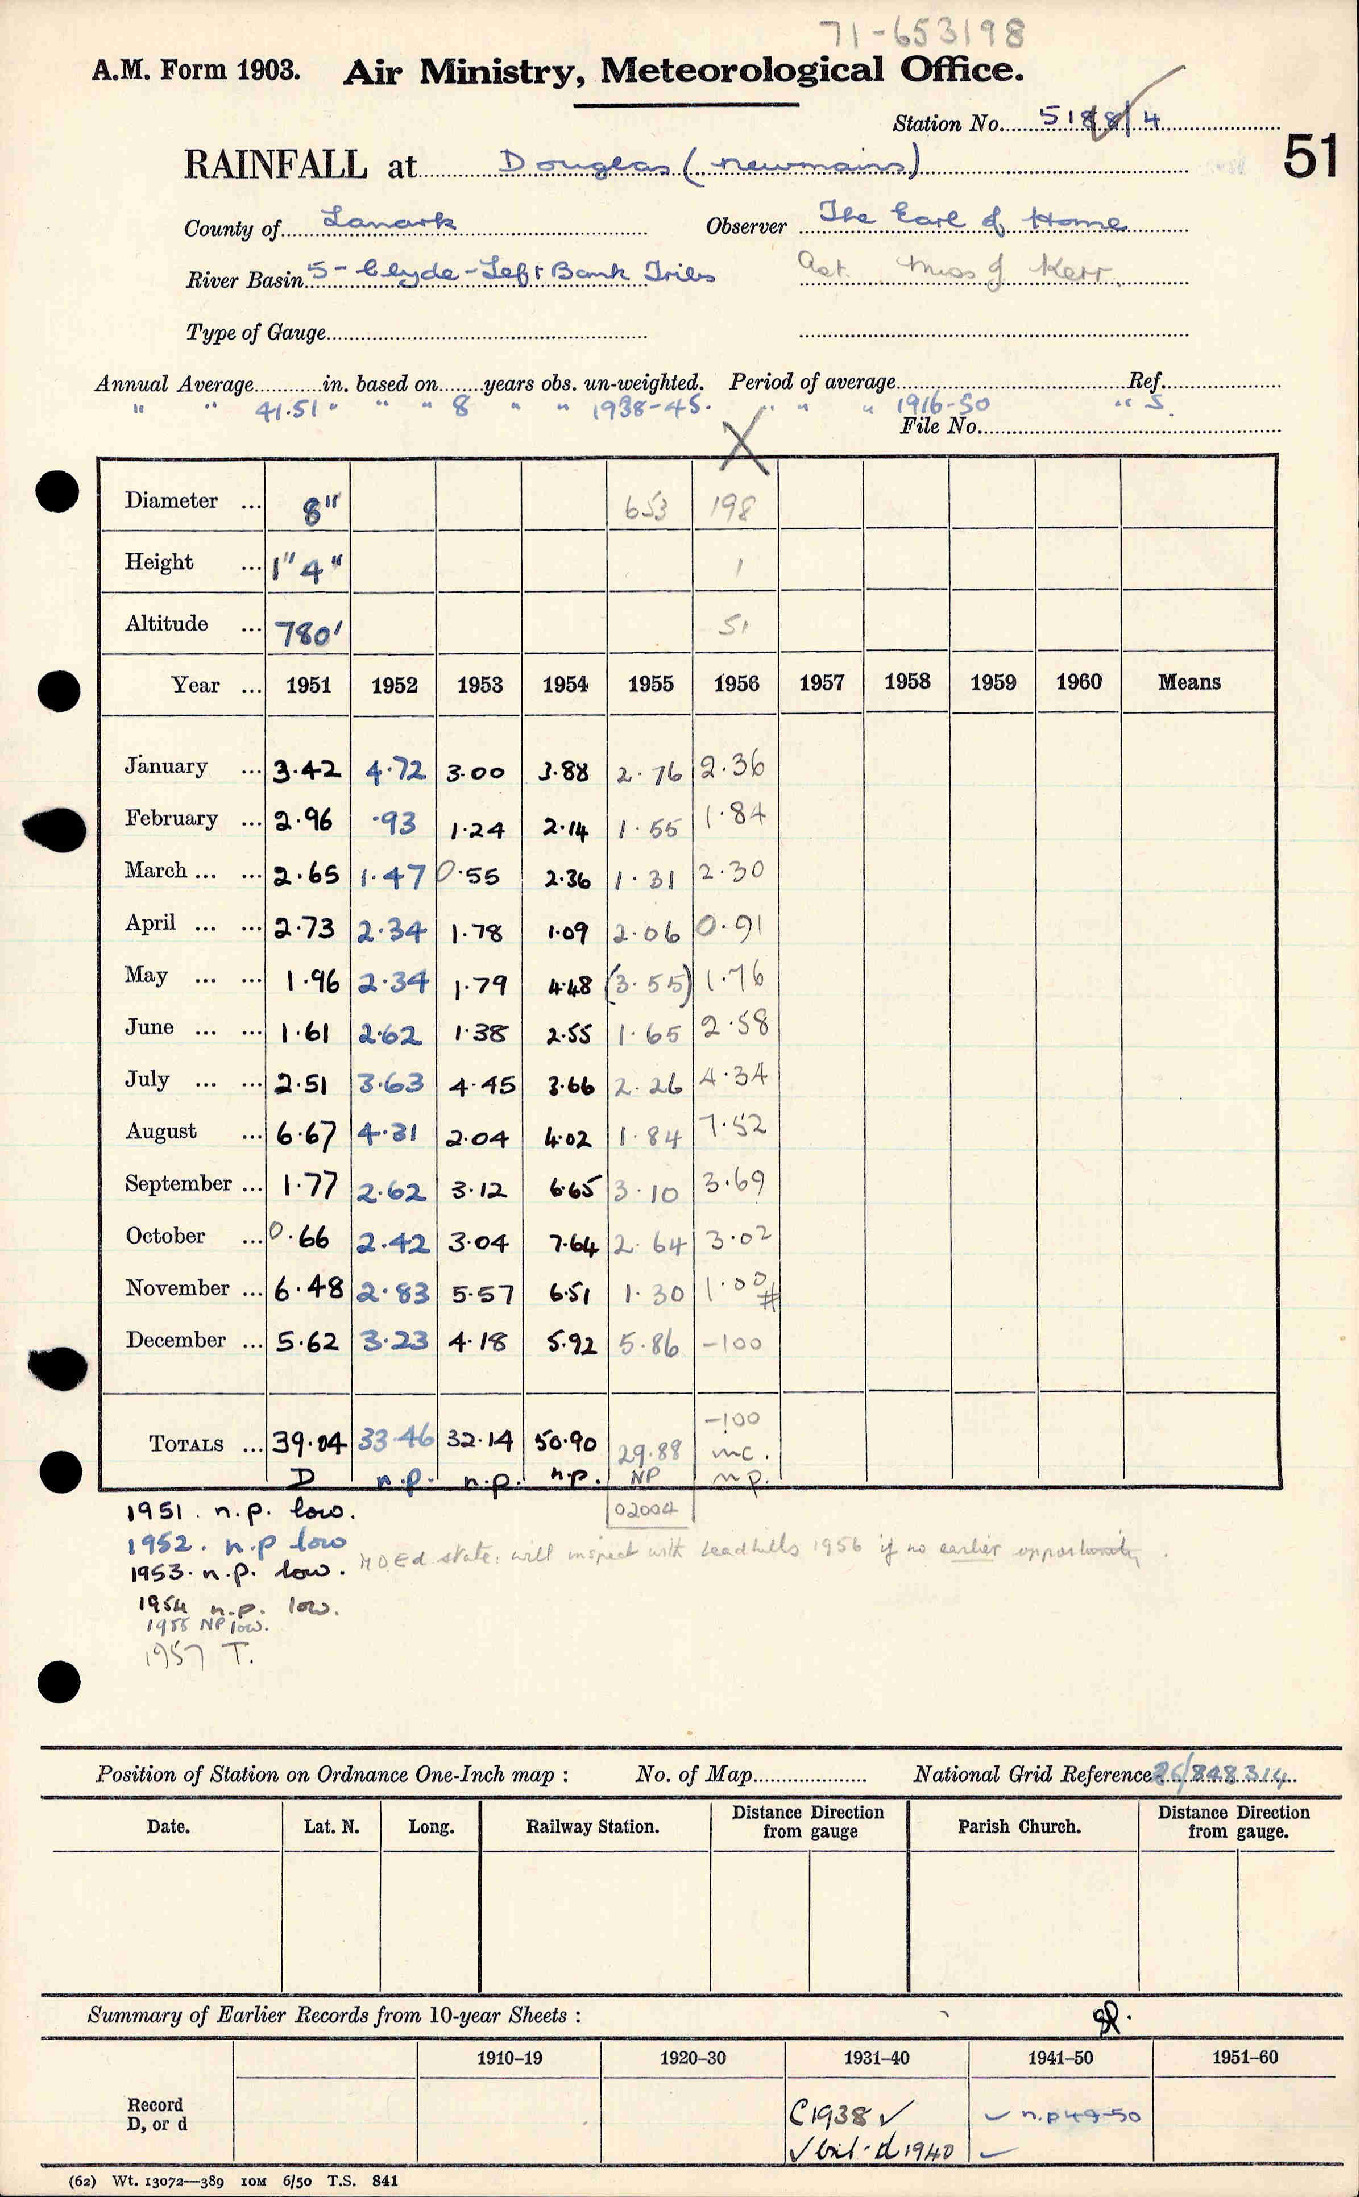 71-653198
A.M. Form 1903. Air Ministry, Meteorological Office.
Station No. 5188/4
51
RAINFALL at Douglas (newmains)
County of Lanark Observer The Earl of Home
River Basin 5 - Clyde - Left Bank Tribs Act. Miss J Kerr.
Type of Gauge
Annual Average in. based on years obs. un-weighted. Period of average Ref.
" " 41.51 " " " 8 " " 1938-45. " " " 1916-50 " " 5.
File No.
X
Diameter ... 8" 653 198
Height ... 1" 4" 1
Altitude ... 780' 51
Year ... 1951 1952 1953 1954 1955 1956 1957 1958 1959 1960 Means
January ... 3.42 4.72 3.00 3.88 2.76 2.36
February ... 2.96 .93 1.24 2.14 1.55 1.84
March ... ... 2.65 1.47 0.55 2.36 1.31 2.30
April ... ... 2.73 2.34 1.78 1.09 2.06 0.91
May ... ... 1.96 2.34 1.79 4.48 (3.55) 1.76
June ... ... 1.61 2.62 1.38 2.55 1.65 2.58
July ... ... 2.51 3.63 4.45 3.66 2.26 4.34
August ... 6.67 4.31 2.04 4.02 1.84 7.52
September ... 1.77 2.62 3.12 6.65 3.10 3.69
October ... 0.66 2.42 3.04 7.64 2.64 3.02
November ... 6.48 2.83 5.57 6.51 1.30 1.00 #
December ... 5.62 3.23 4.18 5.92 5.86 -100
-100
TOTALS ... 39.04 33.46 32.14 50.90 29.88 inc.
D n.p. n.p. n.p. NP n p.
1951. n.p. low. 02004
1952. n.p low
M.O.Ed state: will inspect with Leadhills 1956 if no earlier opportunity.
1953. n.p. low.
1954 n.p. low.
1955 NP low.
1957 T.
Position of Station on Ordnance One-Inch map : No. of Map National Grid Reference 26/848314
Date. Lat. N. Long. Railway Station. Distance Direction from gauge Parish Church. Distance Direction from gauge.
Summary of Earlier Records from 10-year Sheets :
1910–19 1920–30 1931–40 1941–50 1951–60
Record
D, or d
C1938 ✓ ✓ n.p 49-50
✓ d 1940 ✓
(62) Wt. 13072—389 10M 6/50 T.S. 841